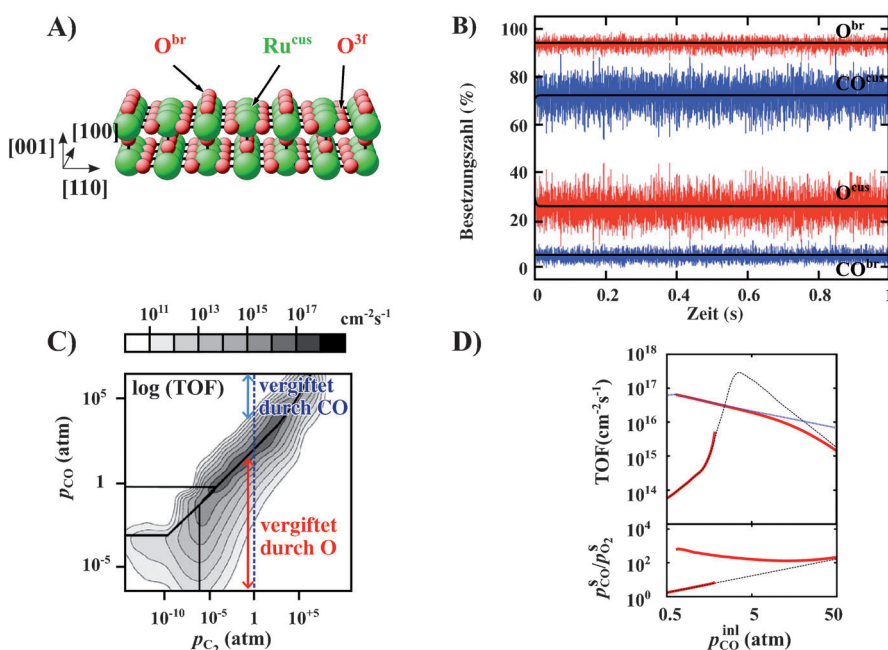 A)
O^br
Ru^cus
O^3f
[001]
[100]
[110]
B)
Besetzungszahl (%)
100
80
60
40
20
0
O^br
CO^cus
O^cus
CO^br
0
0.2
0.4
0.6
0.8
1
Zeit (s)
C)
10^11
10^13
10^15
10^17
cm^-2s^-1
log (TOF)
vergiftet
durch CO
vergiftet
durch O
p_CO (atm)
10^5
1
10^-5
10^-10
10^-5
1
10^+5
p_C2 (atm)
D)
TOF(cm^-2s^-1)
10^18
10^17
10^16
10^15
10^14
p^s_CO/p^s_O2
10^4
10^2
10^0
0.5
5
50
p^inl_CO (atm)